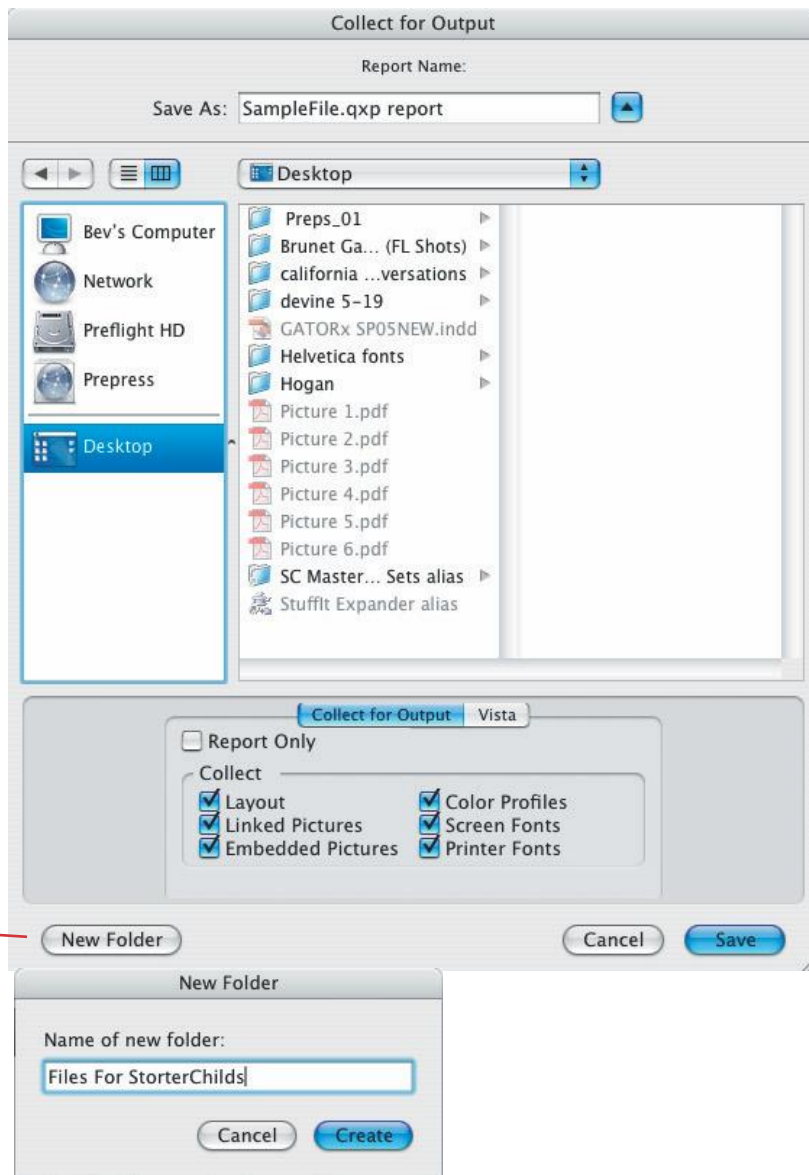 Collect for Output
Report Name:
Save As: SampleFile.qxp report
Desktop
Bev's Computer
Network
Preflight HD
Prepress
Desktop
Preps_01
Brunet Ga... (FL Shots)
california ...versations
devine 5-19
GATORx SP05NEW.indd
Helvetica fonts
Hogan
Picture 1.pdf
Picture 2.pdf
Picture 3.pdf
Picture 4.pdf
Picture 5.pdf
Picture 6.pdf
SC Master... Sets alias
StuffIt Expander alias
Collect for Output Vista
Report Only
Collect
Layout
Linked Pictures
Embedded Pictures
Color Profiles
Screen Fonts
Printer Fonts
New Folder Cancel Save
New Folder
Name of new folder:
Files For StorterChilds
Cancel Create